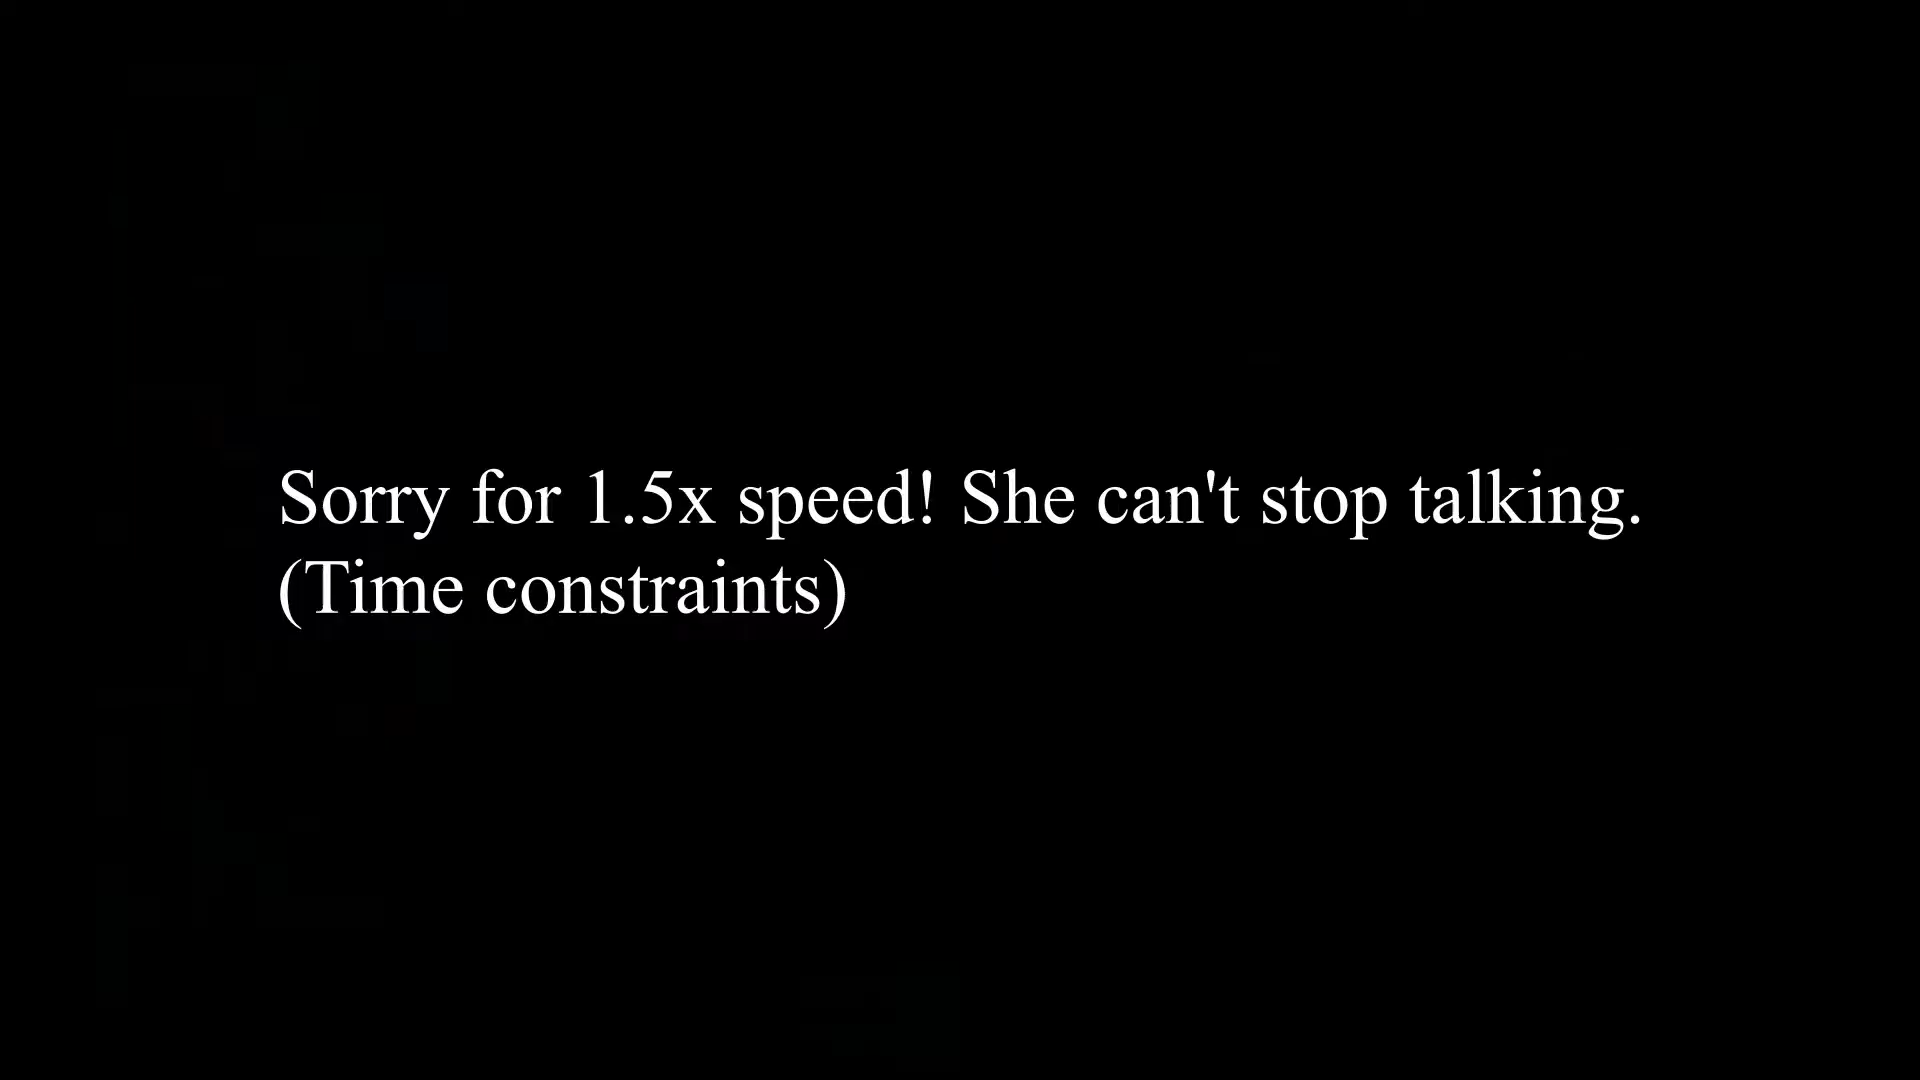 Sorry for 1.5x speed! She can't stop talking.
(Time constraints)